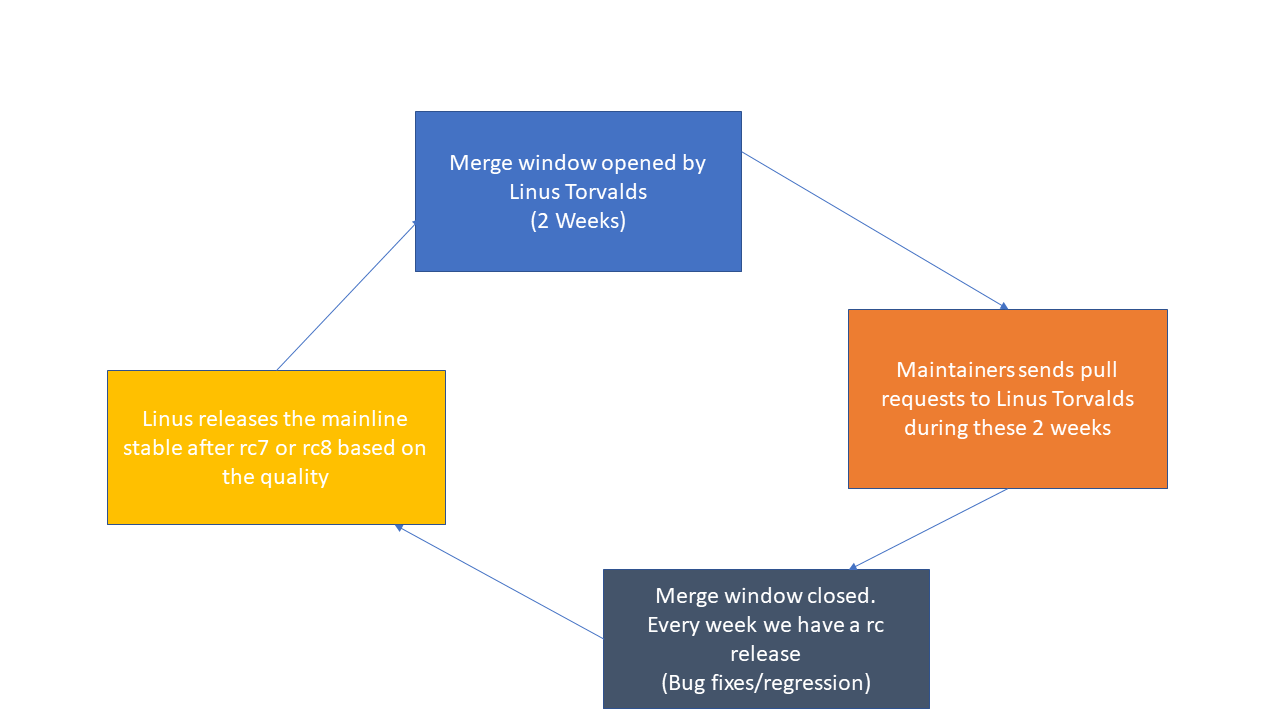 Merge window opened by
Linus Torvalds
(2 Weeks)
Maintainers sends pull
requests to Linus Torvalds
during these 2 weeks
Merge window closed.
Every week we have a rc
release
(Bug fixes/regression)
Linus releases the mainline
stable after rc7 or rc8 based on
the quality